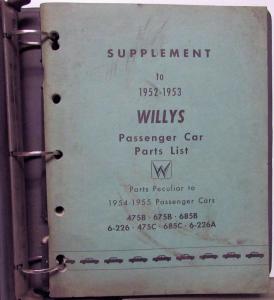 SUPPLEMENT
to
1952-1953
WILLYS
Passenger Car
Parts List
W
Parts Peculiar to
1954-1955 Passenger Cars
475B · 675B · 685B
6-226 · 475C · 685C · 6-226A